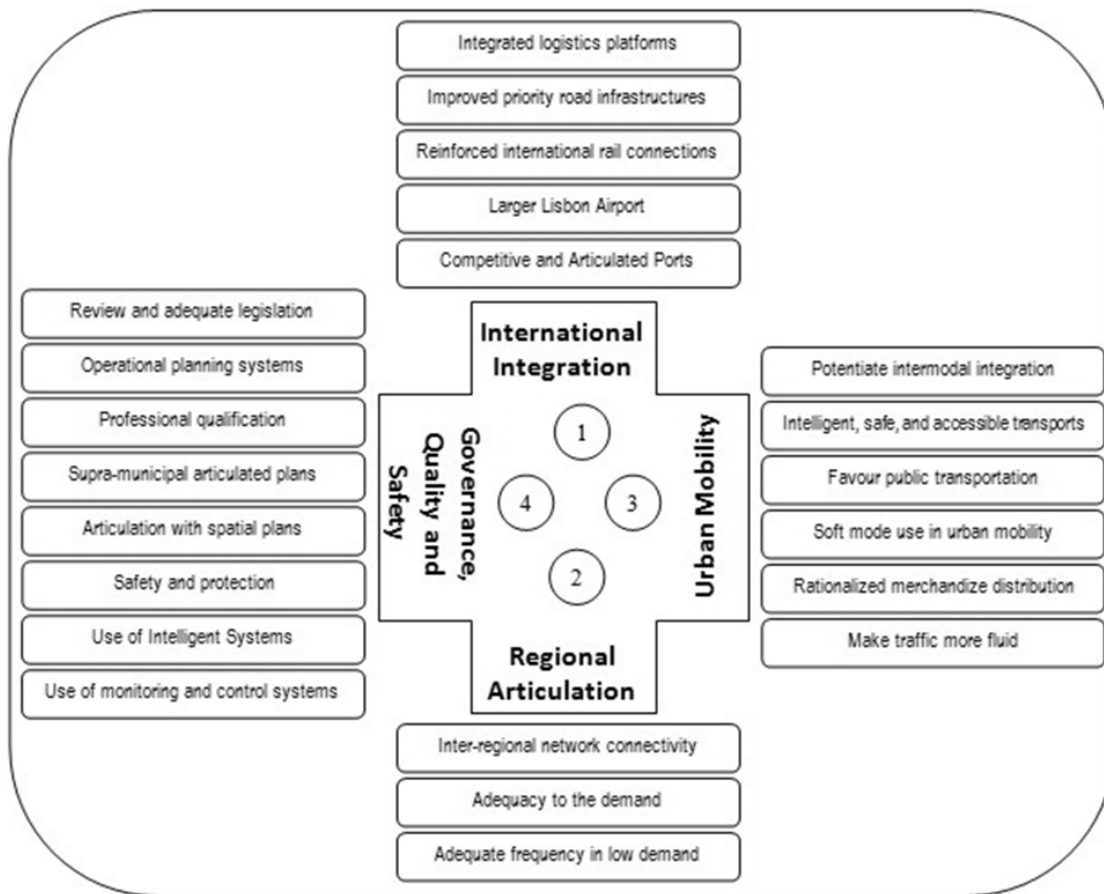 Integrated logistics platforms
Improved priority road infrastructures
Reinforced international rail connections
Larger Lisbon Airport
Competitive and Articulated Ports
Review and adequate legislation
Operational planning systems
Professional qualification
Supra-municipal articulated plans
Articulation with spatial plans
Safety and protection
Use of Intelligent Systems
Use of monitoring and control systems
International
Integration
Governance,
Quality and
Safety
1
4
3
2
Urban Mobility
Regional
Articulation
Potentiate intermodal integration
Intelligent, safe, and accessible transports
Favour public transportation
Soft mode use in urban mobility
Rationalized merchandize distribution
Make traffic more fluid
Inter-regional network connectivity
Adequacy to the demand
Adequate frequency in low demand